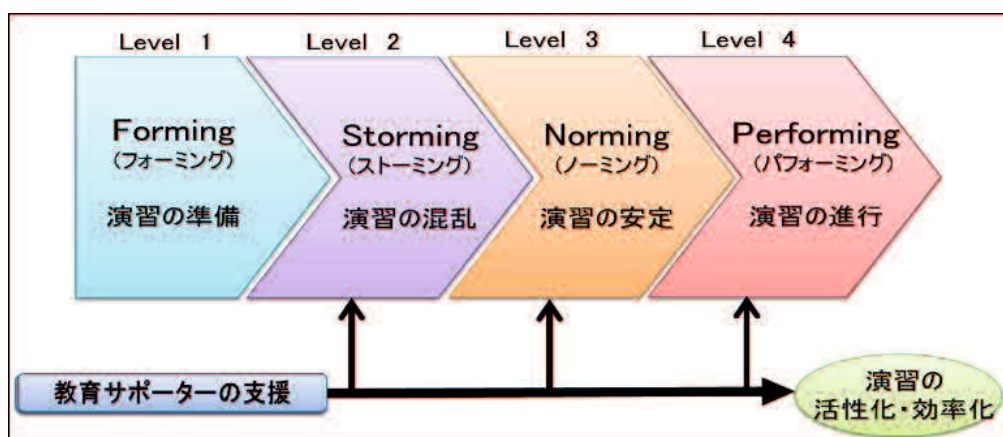 Level 1
Level 2
Level 3
Level 4
Forming
(フォーミング)
演習の準備
Storming
(ストーミング)
演習の混乱
Norming
(ノーミング)
演習の安定
Performing
(パフォーミング)
演習の進行
教育サポーターの支援
演習の
活性化・効率化